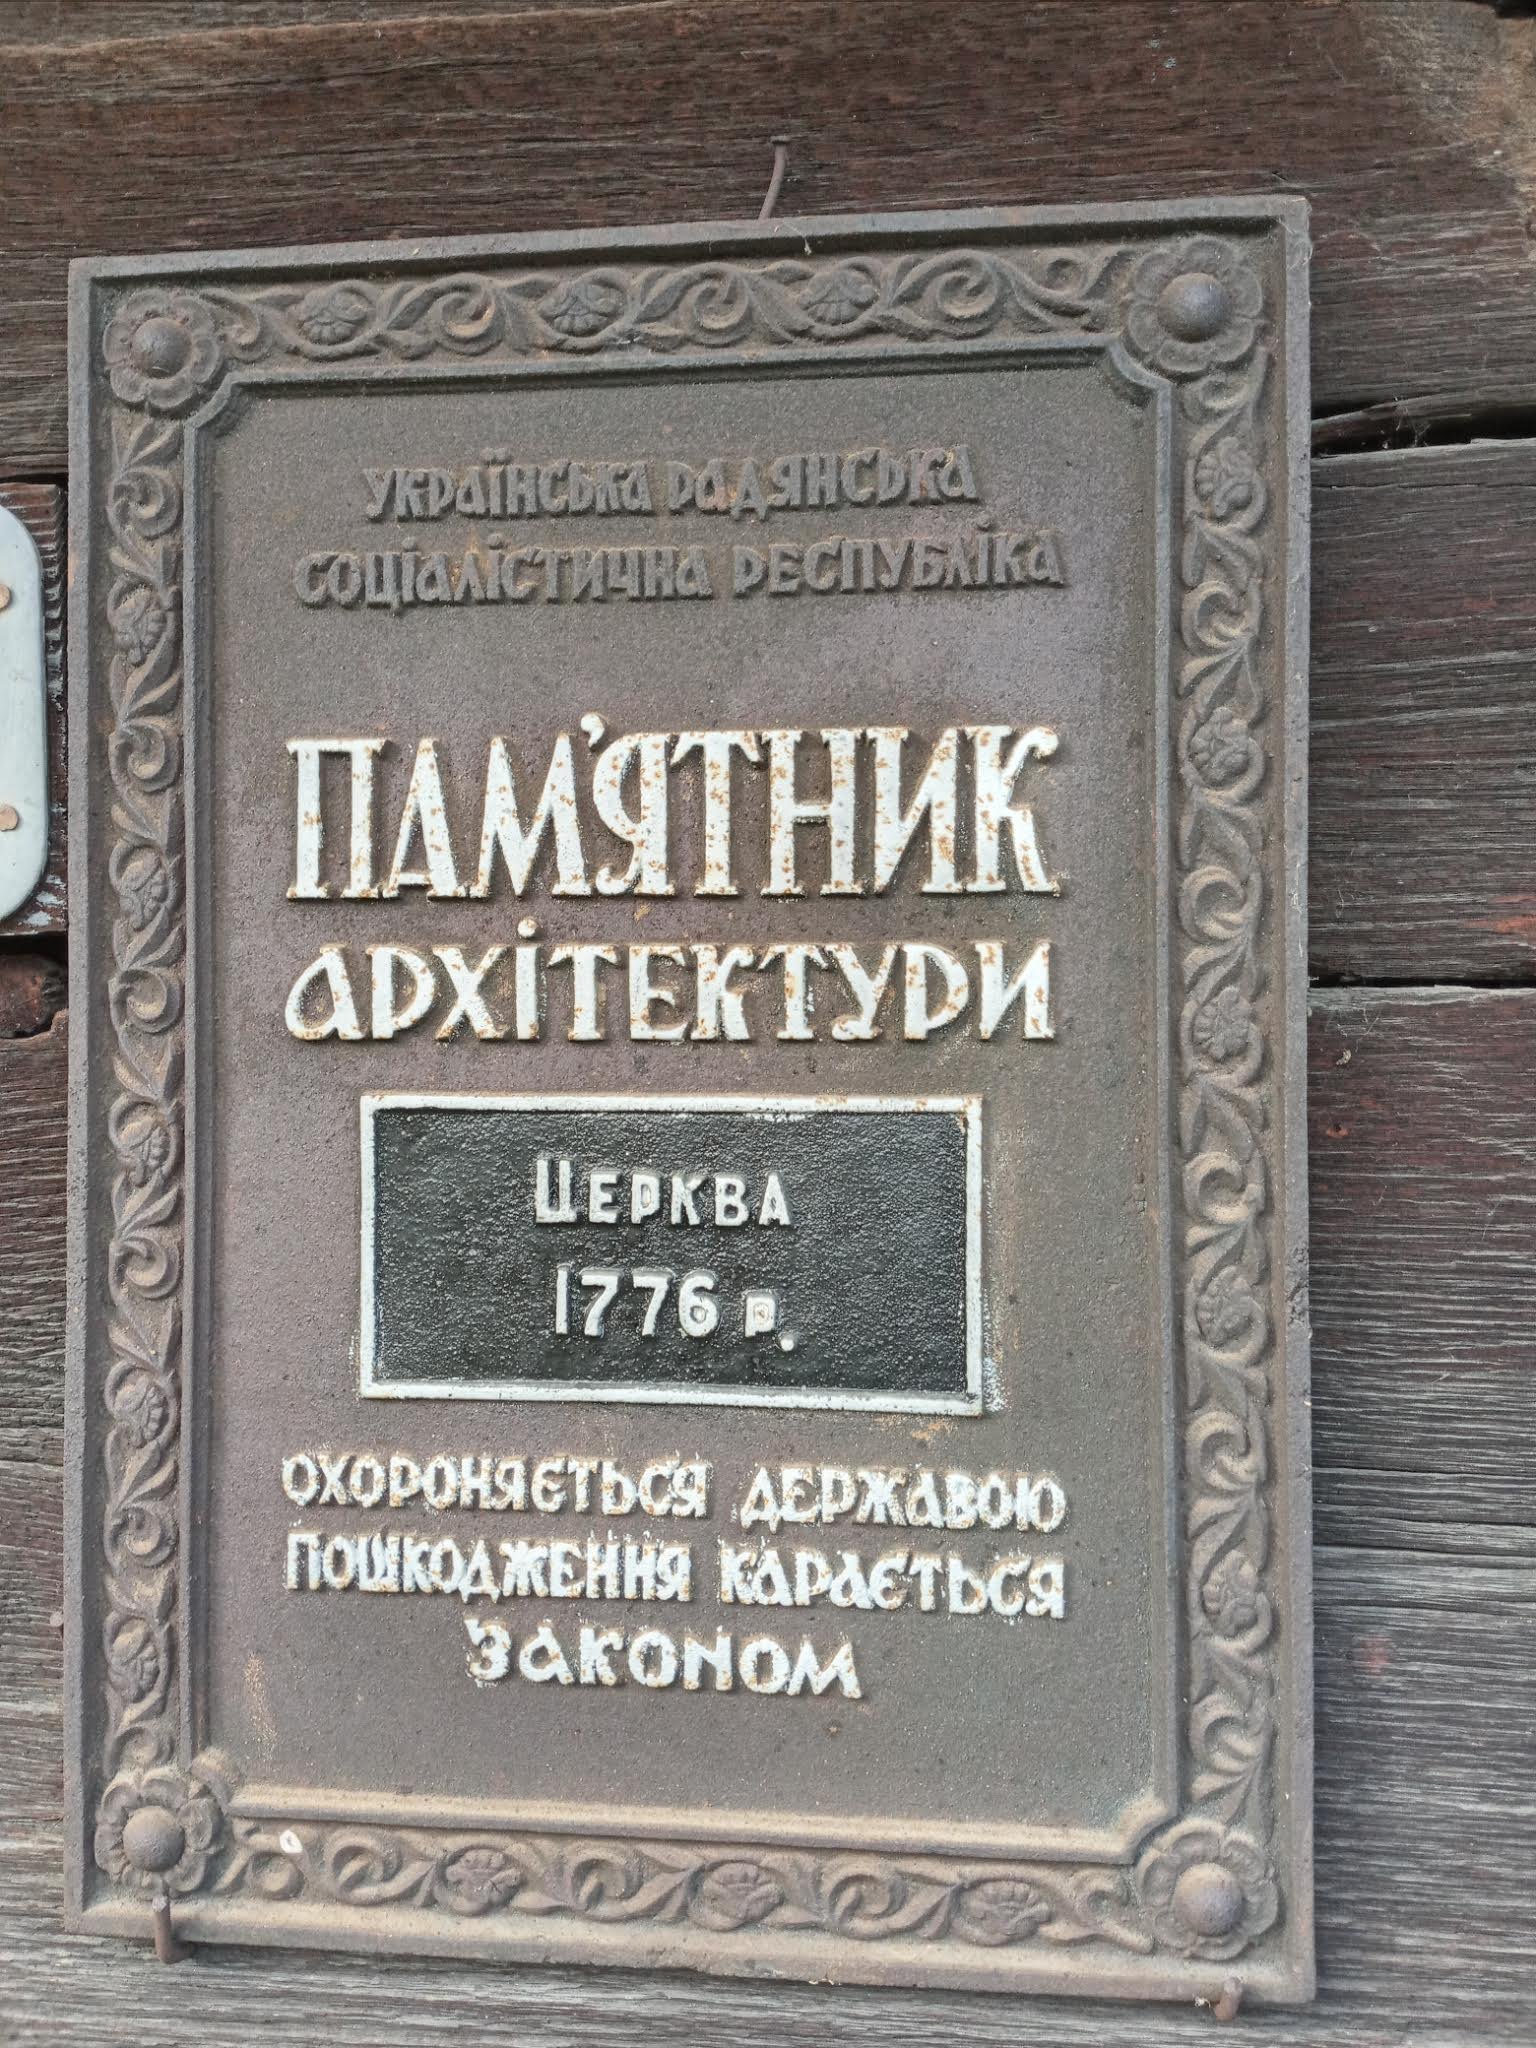 УКРАЇНСЬКА РАДЯНСЬКА
СОЦІАЛІСТИЧНА РЕСПУБЛІКА
ПАМ'ЯТНИК
АРХІТЕКТУРИ
ЦЕРКВА
1776 р.
ОХОРОНЯЄТЬСЯ ДЕРЖАВОЮ
ПОШКОДЖЕННЯ КАРАЄТЬСЯ
ЗАКОНОМ